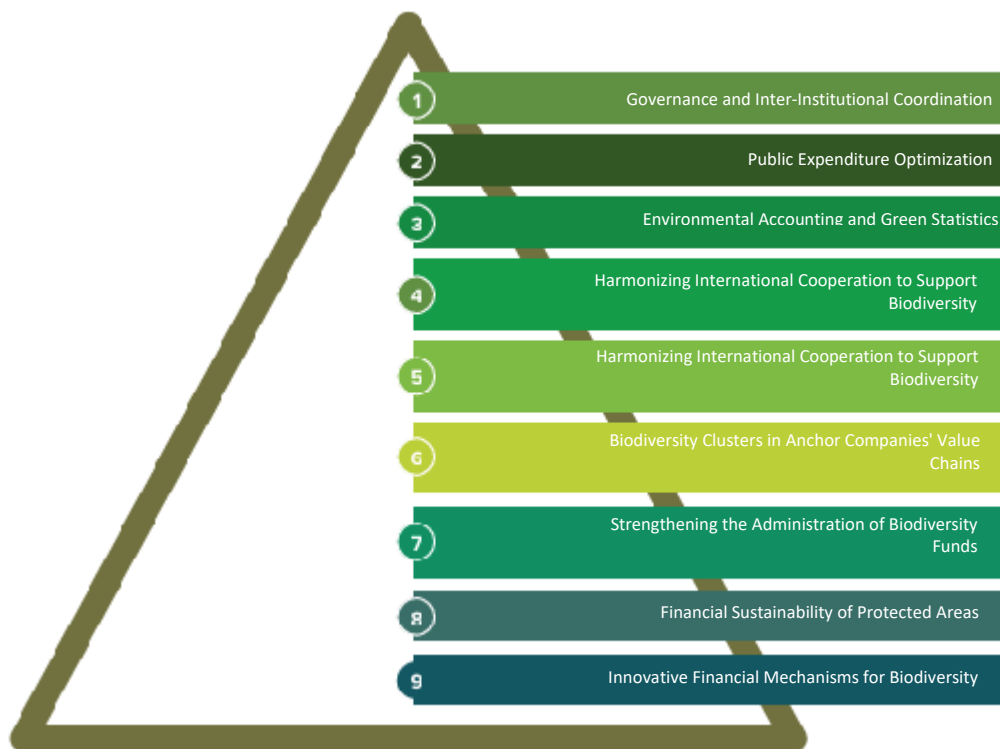 1 Governance and Inter-Institutional Coordination
2 Public Expenditure Optimization
3 Environmental Accounting and Green Statistics
4 Harmonizing International Cooperation to Support
Biodiversity
5 Harmonizing International Cooperation to Support
Biodiversity
6 Biodiversity Clusters in Anchor Companies' Value
Chains
7 Strengthening the Administration of Biodiversity
Funds
8 Financial Sustainability of Protected Areas
9 Innovative Financial Mechanisms for Biodiversity